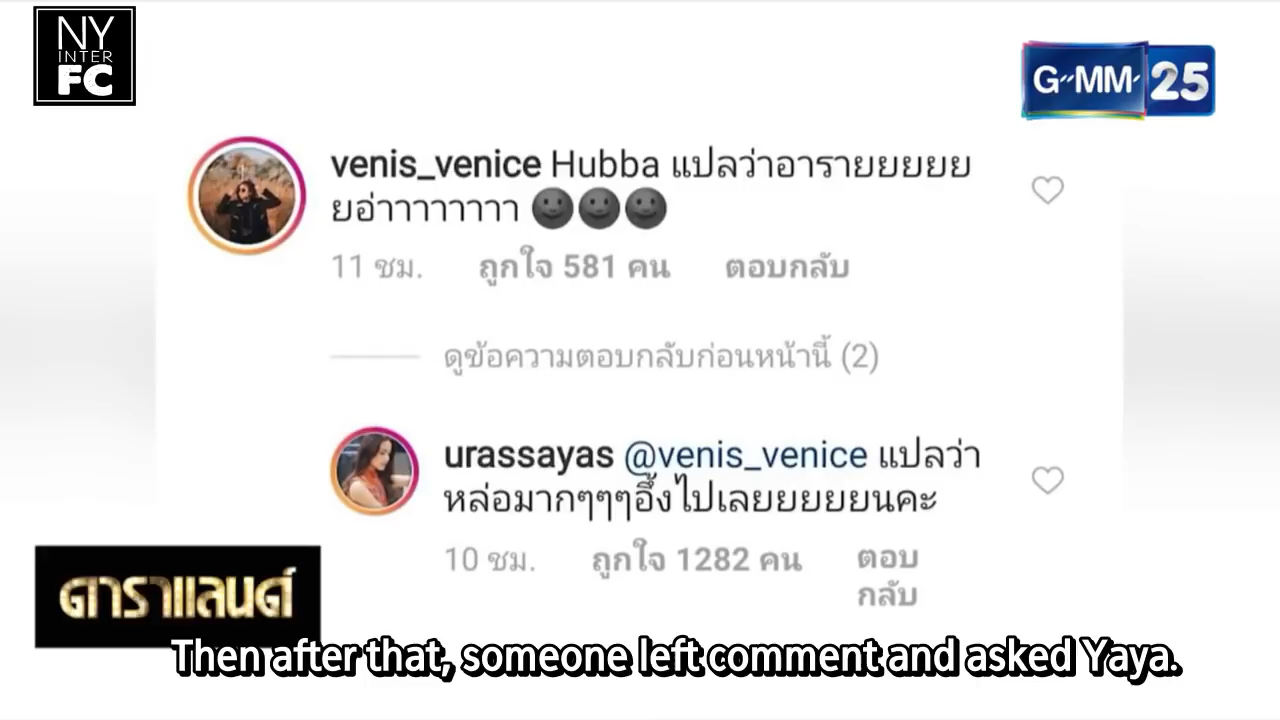 NY
INTER
FC
G-MM-25
venis_venice Hubba แปลว่าอารายยยยย
ยอ่าาาาาาาา 🌚🌚🌚
11 ชม. ถูกใจ 581 คน ตอบกลับ
ดูข้อความตอบกลับก่อนหน้านี้ (2)
urassayas @venis_venice แปลว่า
หล่อมากๆๆๆอึ้งไปเลยยยยยนคะ
10 ชม. ถูกใจ 1282 คน ตอบ
กลับ
ดาราแลนด์
Then after that, someone left comment and asked Yaya.